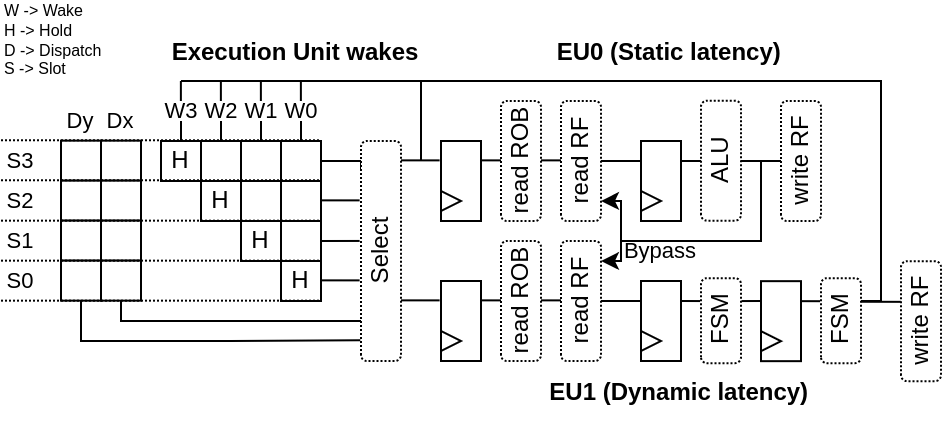 W -> Wake
H -> Hold
D -> Dispatch
S -> Slot
Execution Unit wakes
EU0 (Static latency)
Dy Dx W3 W2 W1 W0
S3 H
S2 H
S1 H
S0 H
Select
read ROB
read RF
ALU
write RF
Bypass
read ROB
read RF
FSM
FSM
write RF
EU1 (Dynamic latency)